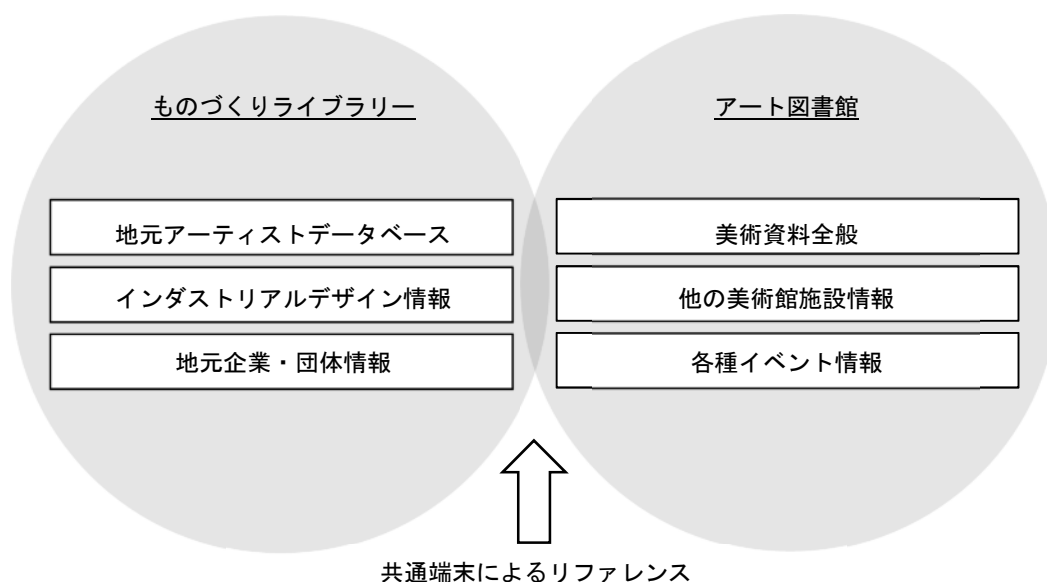 ものづくりライブラリー
地元アーティストデータベース
インダストリアルデザイン情報
地元企業・団体情報
アート図書館
美術資料全般
他の美術館施設情報
各種イベント情報
共通端末によるリファレンス